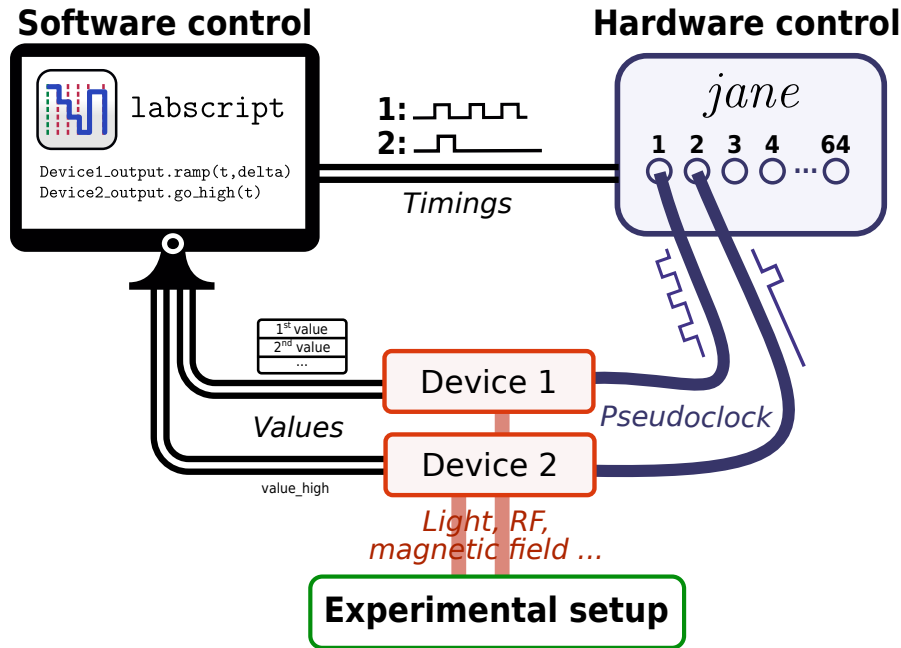 Software control
Hardware control
labscript
Device1_output.ramp(t,delta)
Device2_output.go_high(t)
1:
2:
Timings
jane
1 2 3 4 ... 64
1st value
2nd value
...
Values
value_high
Device 1
Device 2
Pseudoclock
Light, RF,
magnetic field ...
Experimental setup